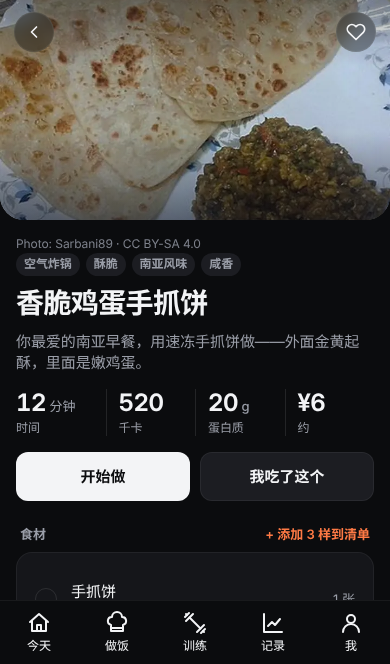 Photo: Sarbani89 · CC BY-SA 4.0
空气炸锅 酥脆 南亚风味 咸香
香脆鸡蛋手抓饼
你最爱的南亚早餐，用速冻手抓饼做——外面金黄起
酥，里面是嫩鸡蛋。
12 分钟 520 20 g ¥6
时间 千卡 蛋白质 约
开始做 我吃了这个
食材 + 添加 3 样到清单
手抓饼 1 张
今天 做饭 训练 记录 我